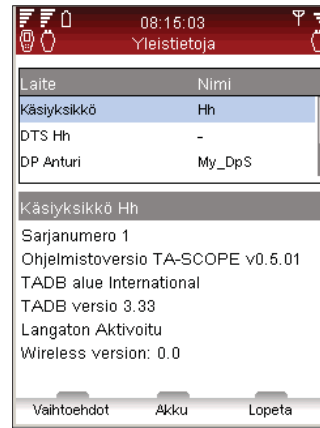 08:15:03
Yleistietoja
Laite Nimi
Käsiyksikkö Hh
DTS Hh -
DP Anturi My_DpS
Käsiyksikkö Hh
Sarjanumero 1
Ohjelmistoversio TA-SCOPE v0.5.01
TADB alue International
TADB versio 3.33
Langaton Aktivoitu
Wireless version: 0.0
Vaihtoehdot Akku Lopeta